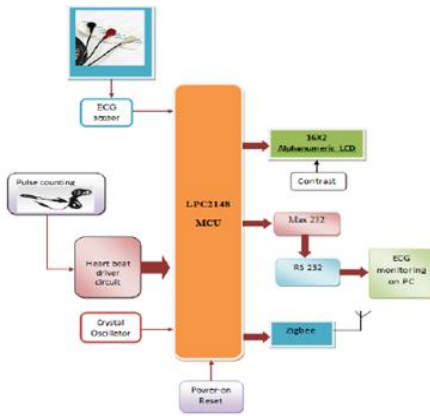 ECG
sensor
16X2
Alphanumeric LCD
Contrast
Pulse counting
LPC2148
MCU
Max 232
RS 232
ECG
monitoring
on PC
Heart beat
driver
circuit
Crystal
Oscillator
Zigbee
Power-on
Reset